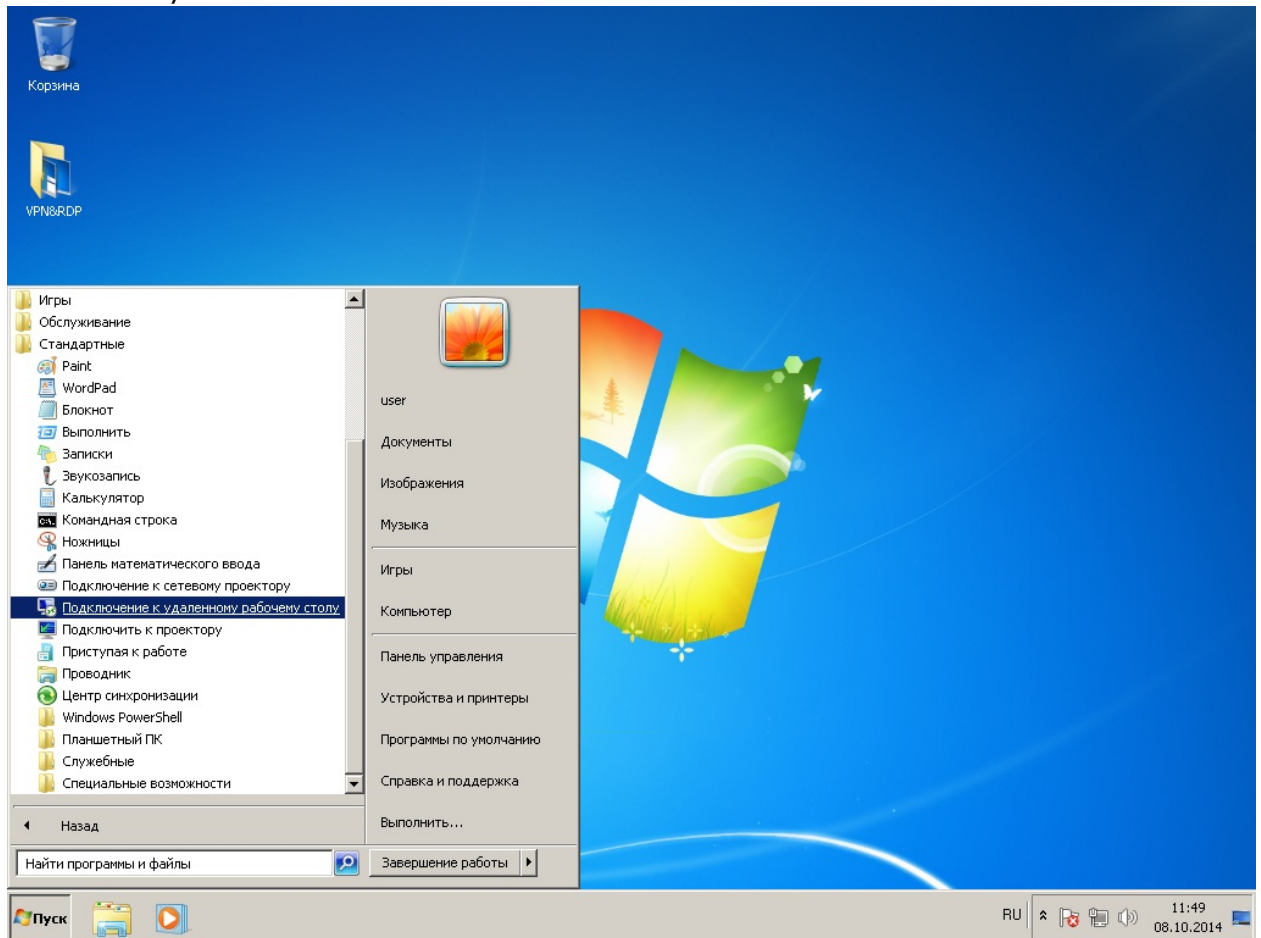 Корзина
VPN&RDP
Игры
Обслуживание
Стандартные
Paint
WordPad
Блокнот
Выполнить
Записки
Звукозапись
Калькулятор
Командная строка
Ножницы
Панель математического ввода
Подключение к сетевому проектору
Подключение к удаленному рабочему столу
Подключить к проектору
Приступая к работе
Проводник
Центр синхронизации
Windows PowerShell
Планшетный ПК
Служебные
Специальные возможности
Назад
Найти программы и файлы
user
Документы
Изображения
Музыка
Игры
Компьютер
Панель управления
Устройства и принтеры
Программы по умолчанию
Справка и поддержка
Выполнить...
Завершение работы
Пуск
RU
11:49
08.10.2014